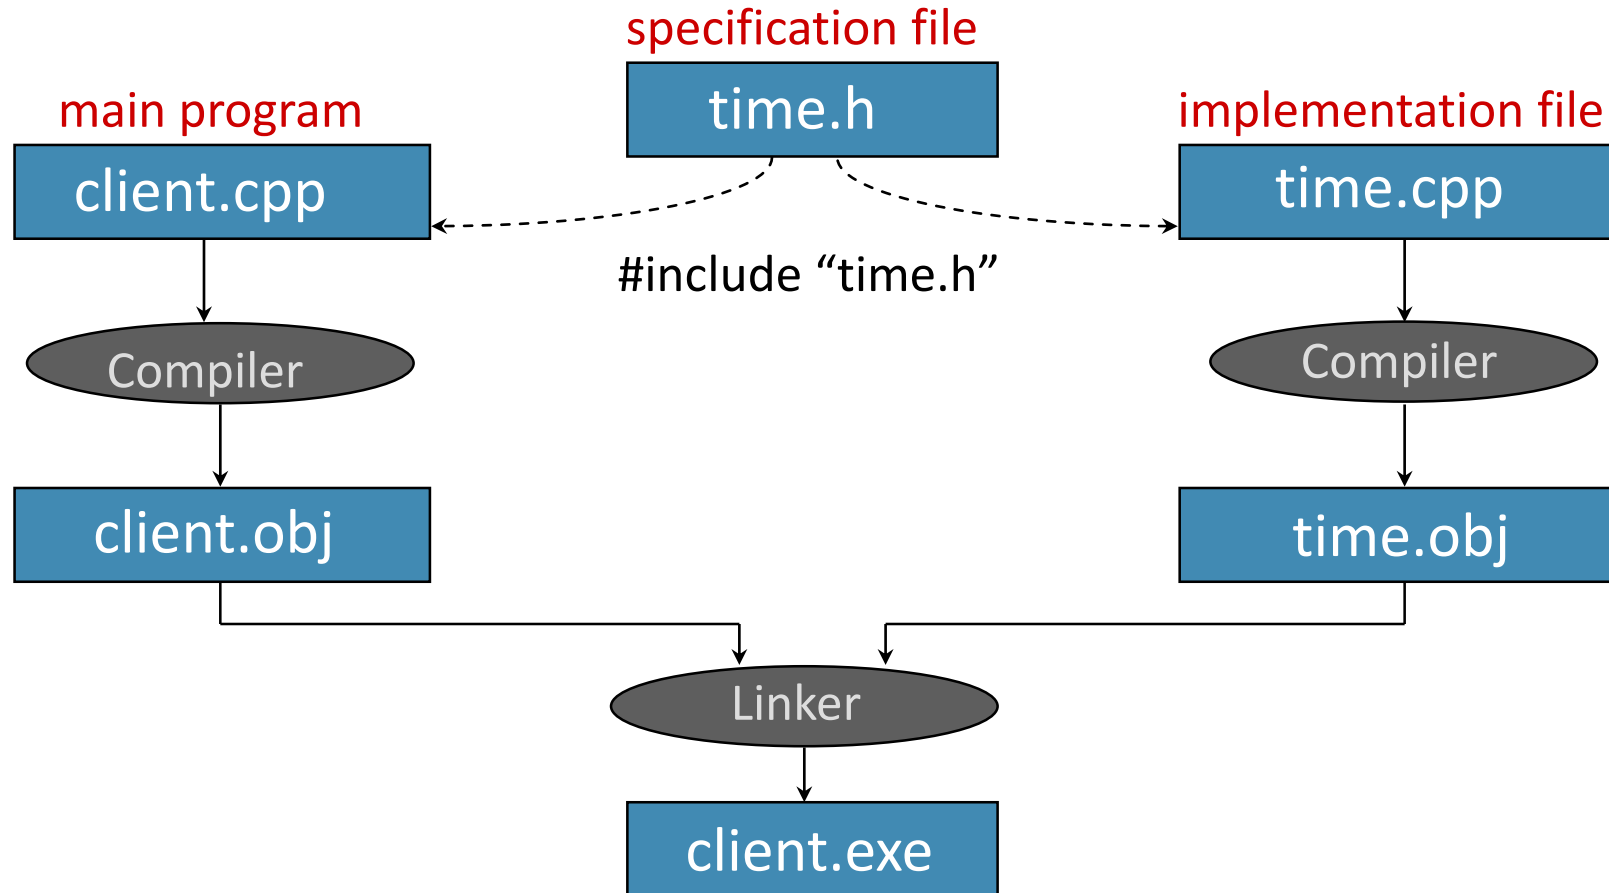 specification file
time.h
main program
client.cpp
implementation file
time.cpp
#include “time.h”
Compiler
Compiler
client.obj
time.obj
Linker
client.exe